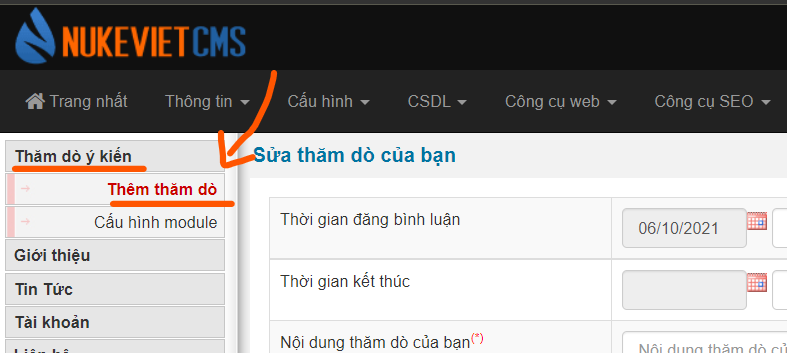 NUKEVIETCMS
Trang nhất Thông tin Cấu hình CSDL Công cụ web Công cụ SEO
Thăm dò ý kiến
Thêm thăm dò
Cấu hình module
Giới thiệu
Tin Tức
Tài khoản
Sửa thăm dò của bạn
Thời gian đăng bình luận 06/10/2021
Thời gian kết thúc
Nội dung thăm dò của bạn(*) Nội dung thăm dò